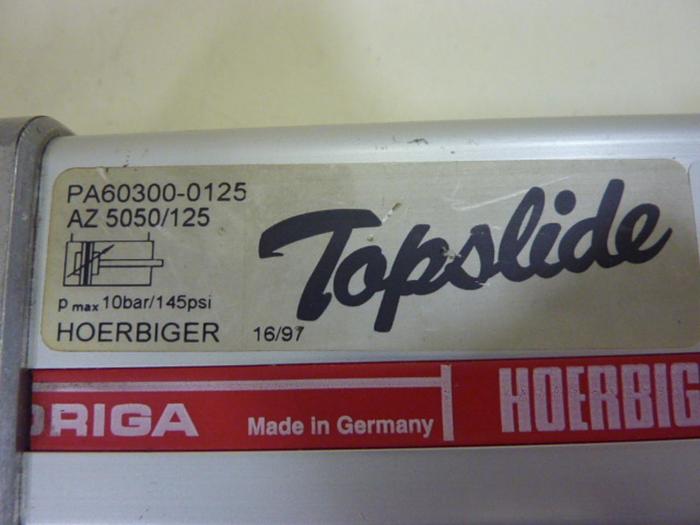 PA60300-0125
AZ 5050/125
p max 10bar/145psi
HOERBIGER 16/97
Topslide
ORIGA Made in Germany HOERBIG